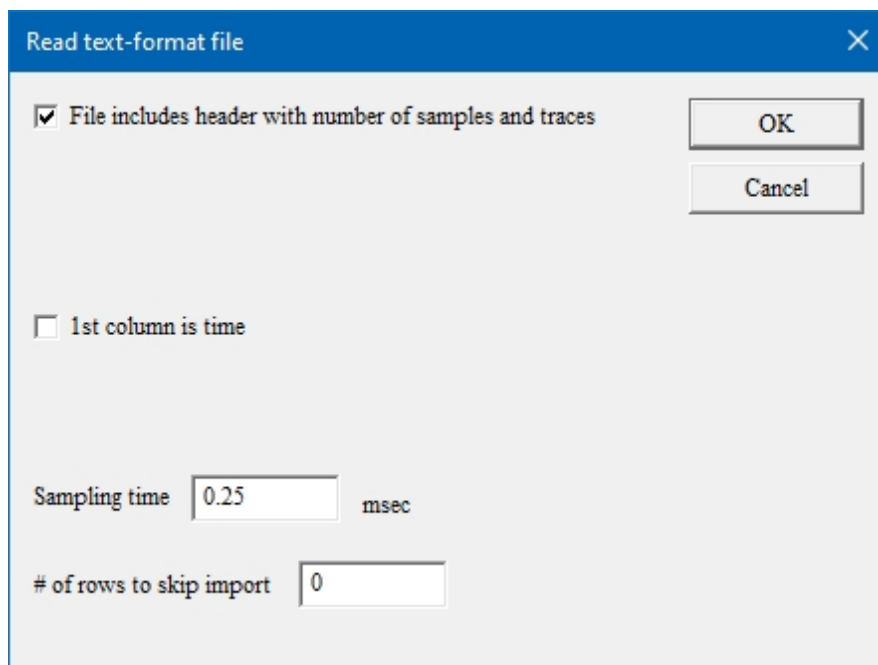 Read text-format file
File includes header with number of samples and traces
OK
Cancel
1st column is time
Sampling time 0.25 msec
# of rows to skip import 0